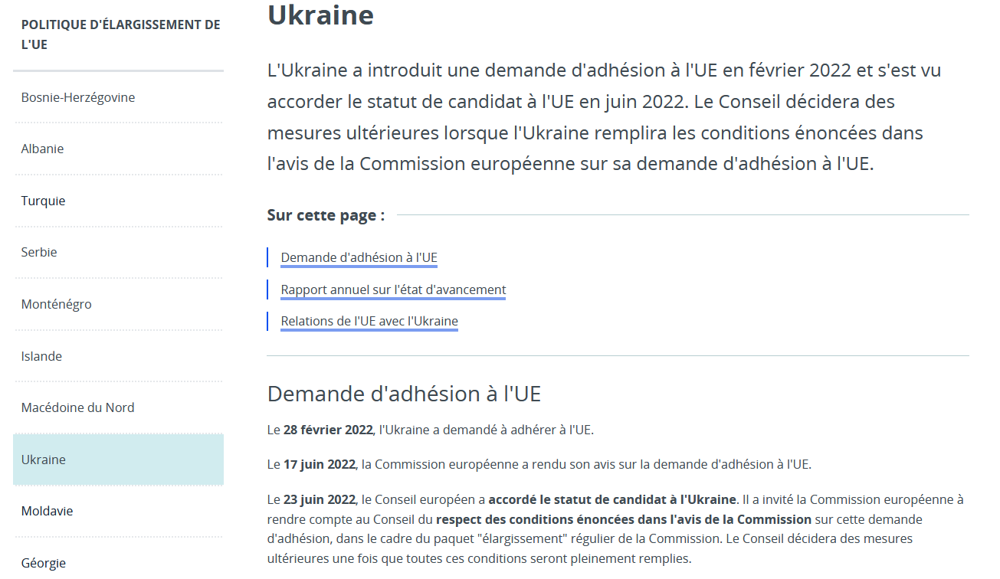 POLITIQUE D'ÉLARGISSEMENT DE
L'UE
Bosnie-Herzégovine
Albanie
Turquie
Serbie
Monténégro
Islande
Macédoine du Nord
Ukraine
Moldavie
Géorgie
Ukraine
L'Ukraine a introduit une demande d'adhésion à l'UE en février 2022 et s'est vu
accorder le statut de candidat à l'UE en juin 2022. Le Conseil décidera des
mesures ultérieures lorsque l'Ukraine remplira les conditions énoncées dans
l'avis de la Commission européenne sur sa demande d'adhésion à l'UE.
Sur cette page :
Demande d'adhésion à l'UE
Rapport annuel sur l'état d'avancement
Relations de l'UE avec l'Ukraine
Demande d'adhésion à l'UE
Le 28 février 2022, l'Ukraine a demandé à adhérer à l'UE.
Le 17 juin 2022, la Commission européenne a rendu son avis sur la demande d'adhésion à l'UE.
Le 23 juin 2022, le Conseil européen a accordé le statut de candidat à l'Ukraine. Il a invité la Commission européenne à
rendre compte au Conseil du respect des conditions énoncées dans l'avis de la Commission sur cette demande
d'adhésion, dans le cadre du paquet "élargissement" régulier de la Commission. Le Conseil décidera des mesures
ultérieures une fois que toutes ces conditions seront pleinement remplies.